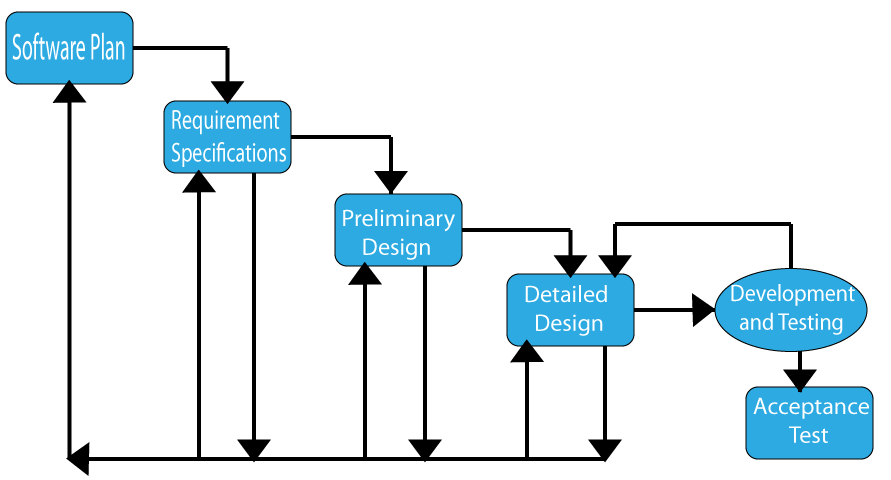 Software Plan
Requirement
Specifications
Preliminary
Design
Detailed
Design
Development
and Testing
Acceptance
Test